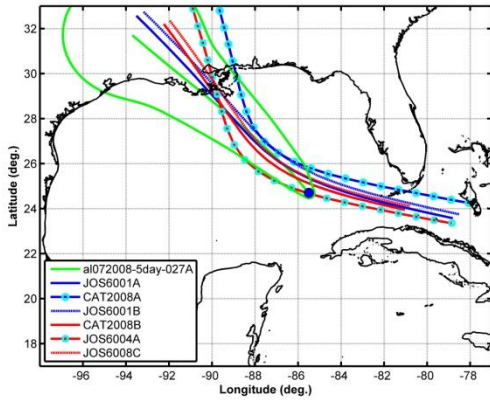 32
30
28
26
24
22
20
18
Latitude (deg.)
al072008-5day-027A
JOS6001A
CAT2008A
JOS6001B
CAT2008B
JOS6004A
JOS6008C
-96 -94 -92 -90 -88 -86 -84 -82 -80 -78 -76
Longitude (deg.)